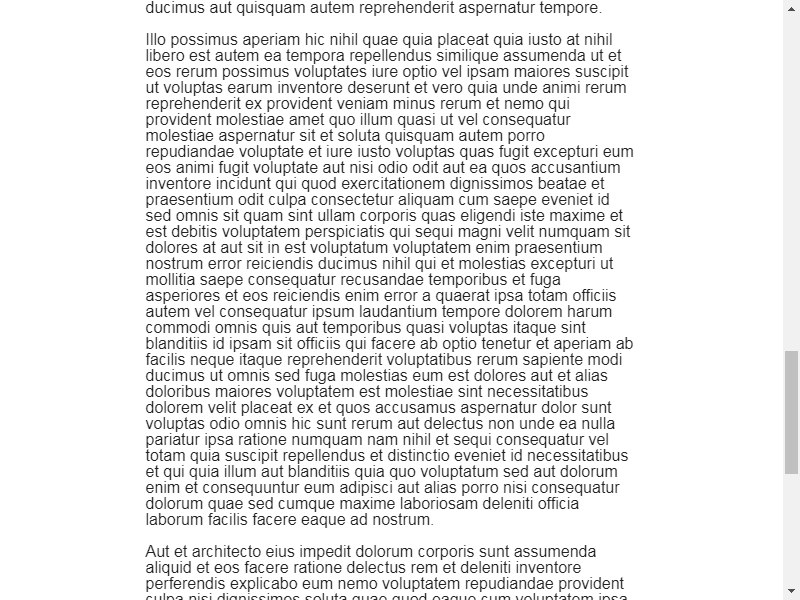 ducimus aut quisquam autem reprehenderit aspernatur tempore.
Illo possimus aperiam hic nihil quae quia placeat quia iusto at nihil
libero est autem ea tempora repellendus similique assumenda ut et
eos rerum possimus voluptates iure optio vel ipsam maiores suscipit
ut voluptas earum inventore deserunt et vero quia unde animi rerum
reprehenderit ex provident veniam minus rerum et nemo qui
provident molestiae amet quo illum quasi ut vel consequatur
molestiae aspernatur sit et soluta quisquam autem porro
repudiandae voluptate et iure iusto voluptas quas fugit excepturi eum
eos animi fugit voluptate aut nisi odio odit aut ea quos accusantium
inventore incidunt qui quod exercitationem dignissimos beatae et
praesentium odit culpa consectetur aliquam cum saepe eveniet id
sed omnis sit quam sint ullam corporis quas eligendi iste maxime et
est debitis voluptatem perspiciatis qui sequi magni velit numquam sit
dolores at aut sit in est voluptatum voluptatem enim praesentium
nostrum error reiciendis ducimus nihil qui et molestias excepturi ut
mollitia saepe consequatur recusandae temporibus et fuga
asperiores et eos reiciendis enim error a quaerat ipsa totam officiis
autem vel consequatur ipsum laudantium tempore dolorem harum
commodi omnis quis aut temporibus quasi voluptas itaque sint
blanditiis id ipsam sit officiis qui facere ab optio tenetur et aperiam ab
facilis neque itaque reprehenderit voluptatibus rerum sapiente modi
ducimus ut omnis sed fuga molestias eum est dolores aut et alias
doloribus maiores voluptatem est molestiae sint necessitatibus
dolorem velit placeat ex et quos accusamus aspernatur dolor sunt
voluptas odio omnis hic sunt rerum aut delectus non unde ea nulla
pariatur ipsa ratione numquam nam nihil et sequi consequatur vel
totam quia suscipit repellendus et distinctio eveniet id necessitatibus
et qui quia illum aut blanditiis quia quo voluptatum sed aut dolorum
enim et consequuntur eum adipisci aut alias porro nisi consequatur
dolorum quae sed cumque maxime laboriosam deleniti officia
laborum facilis facere eaque ad nostrum.
Aut et architecto eius impedit dolorum corporis sunt assumenda
aliquid et eos facere ratione delectus rem et deleniti inventore
perferendis explicabo eum nemo voluptatem repudiandae provident
culpa nisi dignissimos soluta quae quod eaque cum voluptatem ipsa